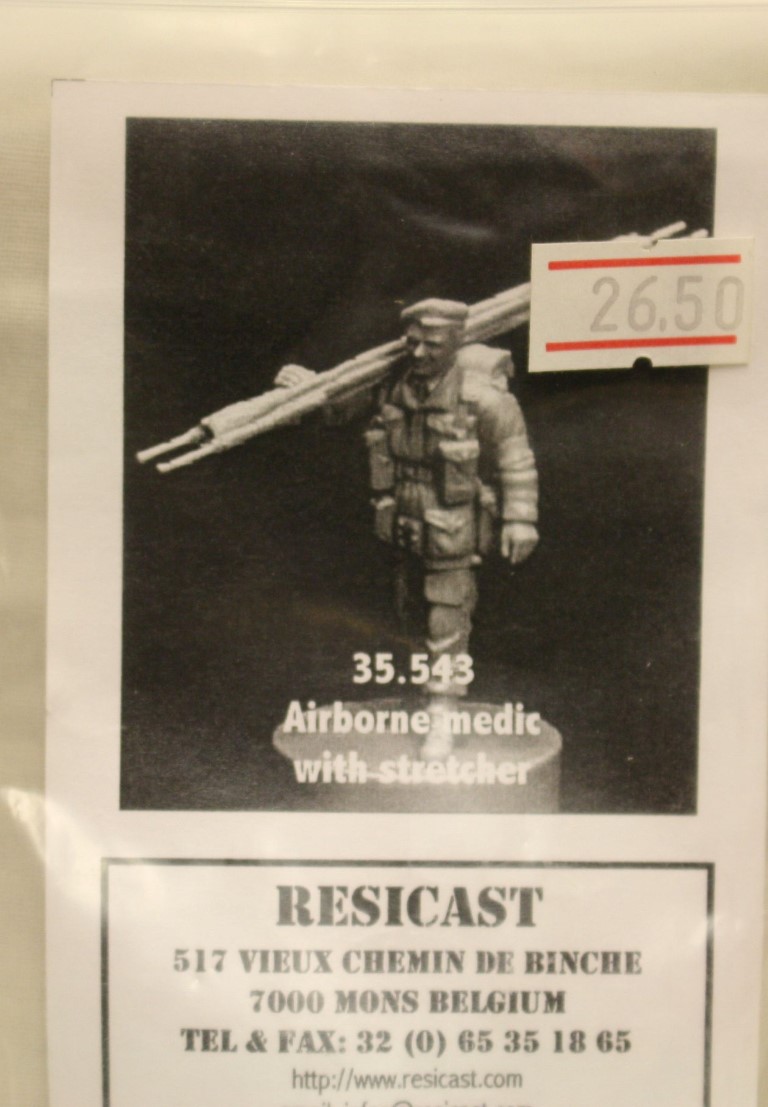 26.50
35.543
Airborne medic
with stretcher
RESICAST
517 VIEUX CHEMIN DE BINCHE
7000 MONS BELGIUM
TEL & FAX: 32 (0) 65 35 18 65
http://www.resicast.com